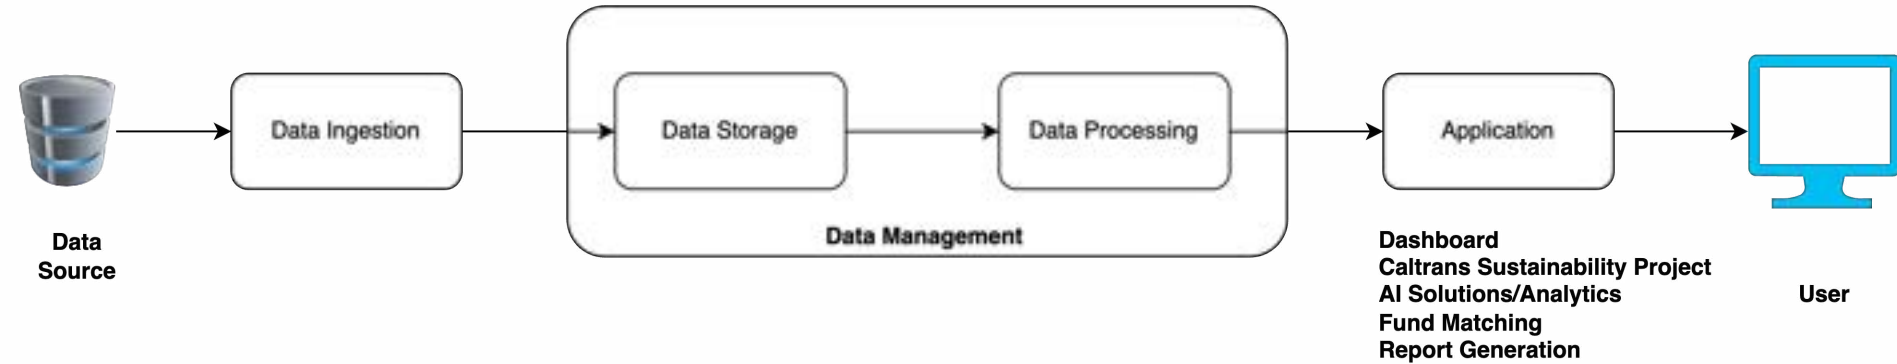 Data Ingestion
Data Storage
Data Processing
Application
Data Management
Data
Source
Dashboard
Caltrans Sustainability Project
AI Solutions/Analytics
Fund Matching
Report Generation
User